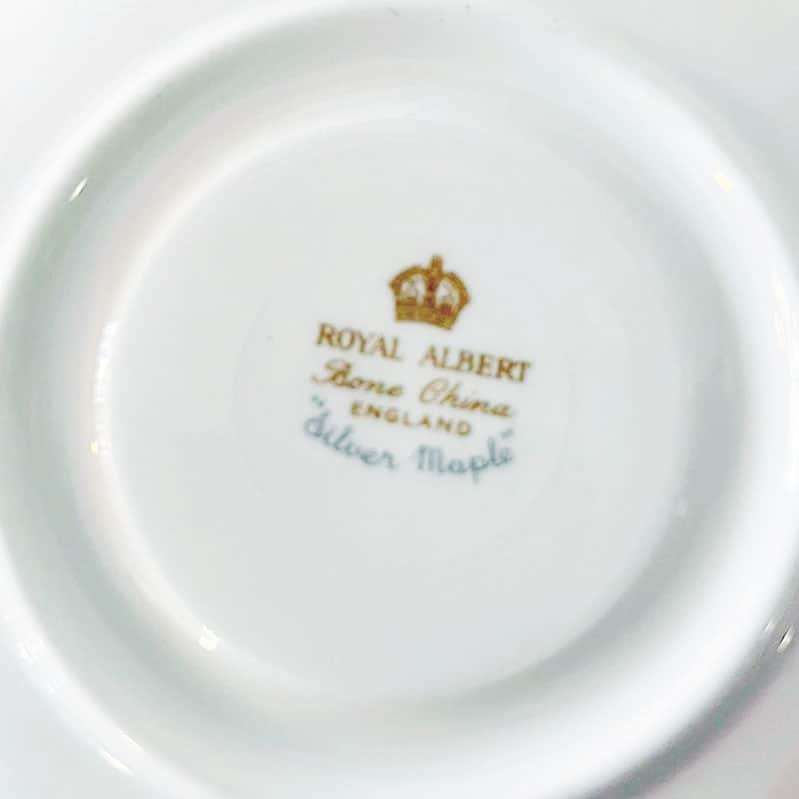 ROYAL ALBERT
Bone China
ENGLAND
"Silver Maple"